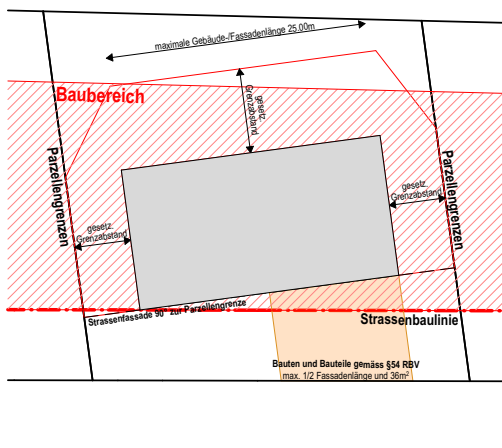 maximale Gebäude-/Fassadenlänge 25.00m
Baubereich
gesetz.
Grenzabstand
Parzellengrenzen
Parzellengrenzen
gesetz.
Grenzabstand
gesetz.
Grenzabstand
Strassenfassade 90° zur Parzellengrenze
Strassenbaulinie
Bauten und Bauteile gemäss §54 RBV
max. 1/2 Fassadenlänge und 36m²